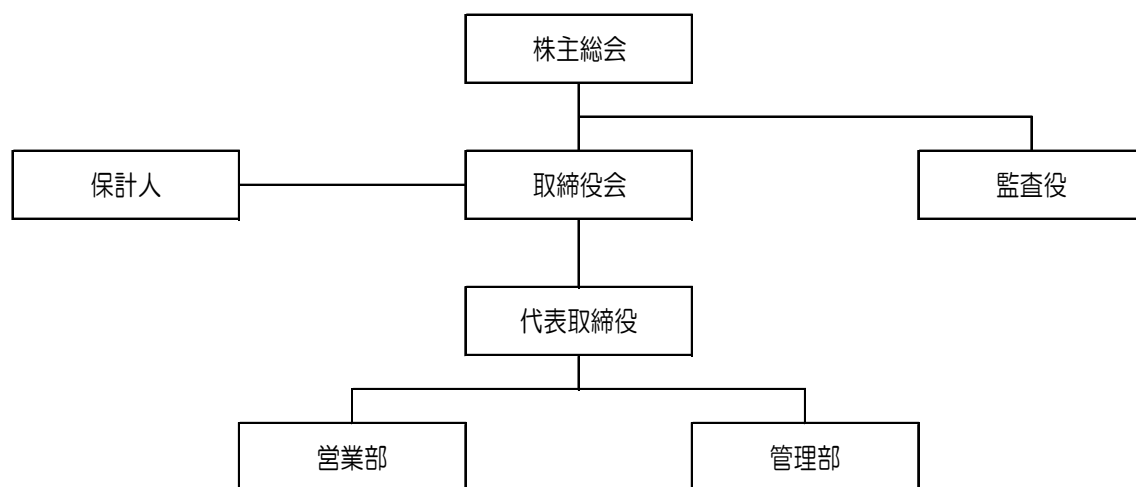 株主総会
保計人
取締役会
監査役
代表取締役
営業部
管理部